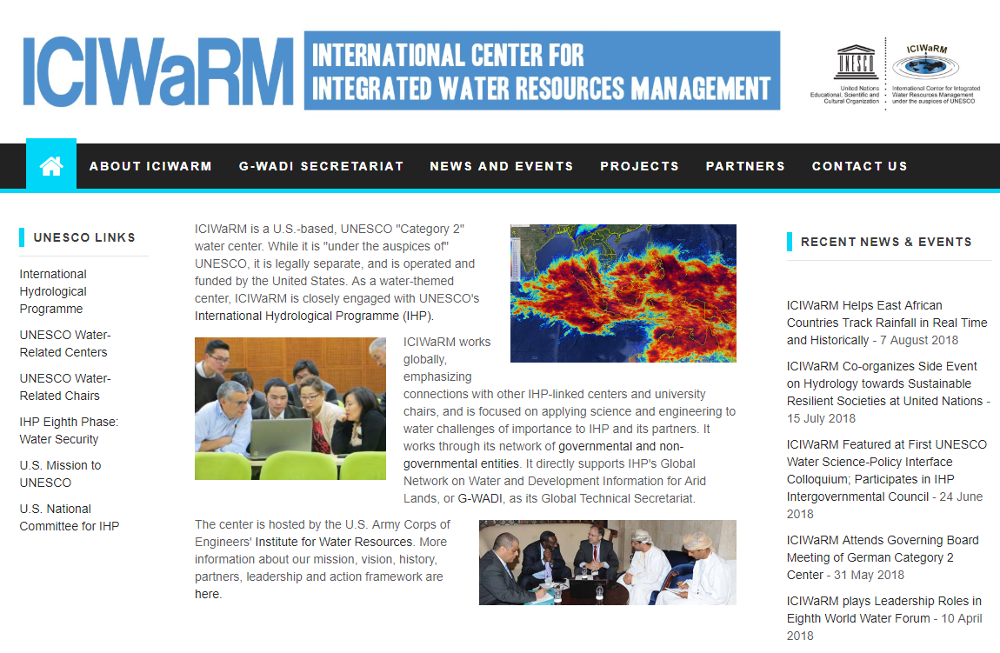 ICIWaRM
INTERNATIONAL CENTER FOR
INTEGRATED WATER RESOURCES MANAGEMENT
UNESCO
United Nations
Educational, Scientific and
Cultural Organization
ICIWaRM
International Center for Integrated
Water Resources Management
under the auspices of UNESCO
ABOUT ICIWARM G-WADI SECRETARIAT NEWS AND EVENTS PROJECTS PARTNERS CONTACT US
UNESCO LINKS
International
Hydrological
Programme
UNESCO Water-
Related Centers
UNESCO Water-
Related Chairs
IHP Eighth Phase:
Water Security
U.S. Mission to
UNESCO
U.S. National
Committee for IHP
ICIWaRM is a U.S.-based, UNESCO "Category 2"
water center. While it is "under the auspices of"
UNESCO, it is legally separate, and is operated and
funded by the United States. As a water-themed
center, ICIWaRM is closely engaged with UNESCO's
International Hydrological Programme (IHP).
ICIWaRM works
globally,
emphasizing
connections with other IHP-linked centers and university
chairs, and is focused on applying science and engineering to
water challenges of importance to IHP and its partners. It
works through its network of governmental and non-
governmental entities. It directly supports IHP's Global
Network on Water and Development Information for Arid
Lands, or G-WADI, as its Global Technical Secretariat.
The center is hosted by the U.S. Army Corps of
Engineers' Institute for Water Resources. More
information about our mission, vision, history,
partners, leadership and action framework are
here.
RECENT NEWS & EVENTS
ICIWaRM Helps East African
Countries Track Rainfall in Real Time
and Historically - 7 August 2018
ICIWaRM Co-organizes Side Event
on Hydrology towards Sustainable
Resilient Societies at United Nations -
15 July 2018
ICIWaRM Featured at First UNESCO
Water Science-Policy Interface
Colloquium; Participates in IHP
Intergovernmental Council - 24 June
2018
ICIWaRM Attends Governing Board
Meeting of German Category 2
Center - 31 May 2018
ICIWaRM plays Leadership Roles in
Eighth World Water Forum - 10 April
2018